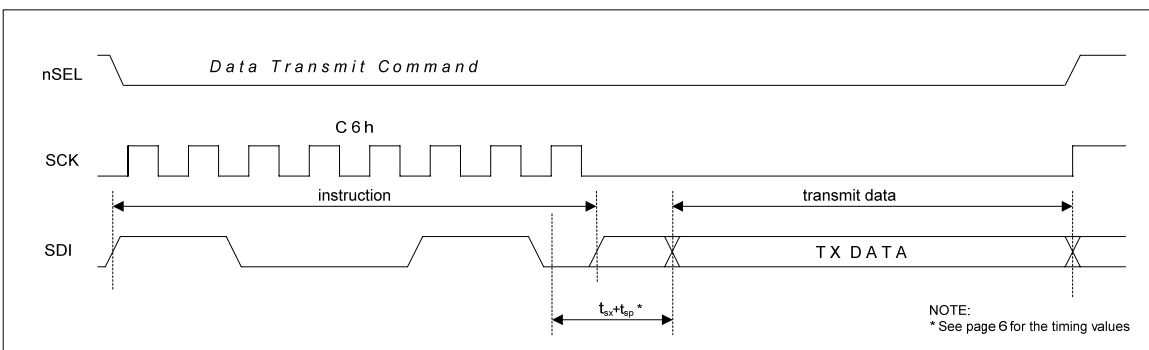 nSEL
Data Transmit Command
C6h
SCK
instruction
transmit data
SDI
TX DATA
tsx+tsp *
NOTE:
* See page 6 for the timing values